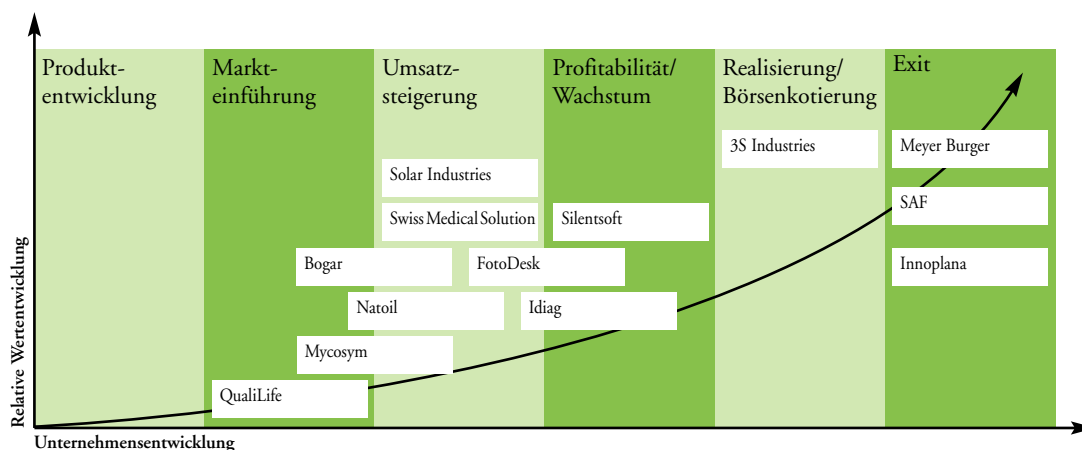 Produkt-
entwicklung
Markt-
einführung
Umsatz-
steigerung
Profitabilität/
Wachstum
Realisierung/
Börsenkotierung
Exit
3S Industries
Meyer Burger
Solar Industries
SAF
Swiss Medical Solution
Silentsoft
Bogar
FotoDesk
Innoplana
Natoil
Idiag
Mycosym
QualiLife
Relative Wertentwicklung
Unternehmensentwicklung